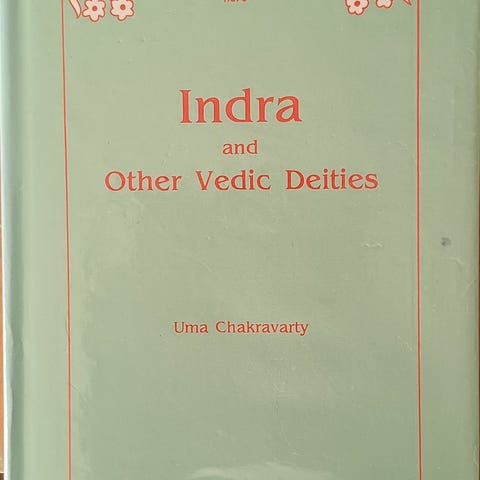 Indra
and
Other Vedic Deities
Uma Chakravarty